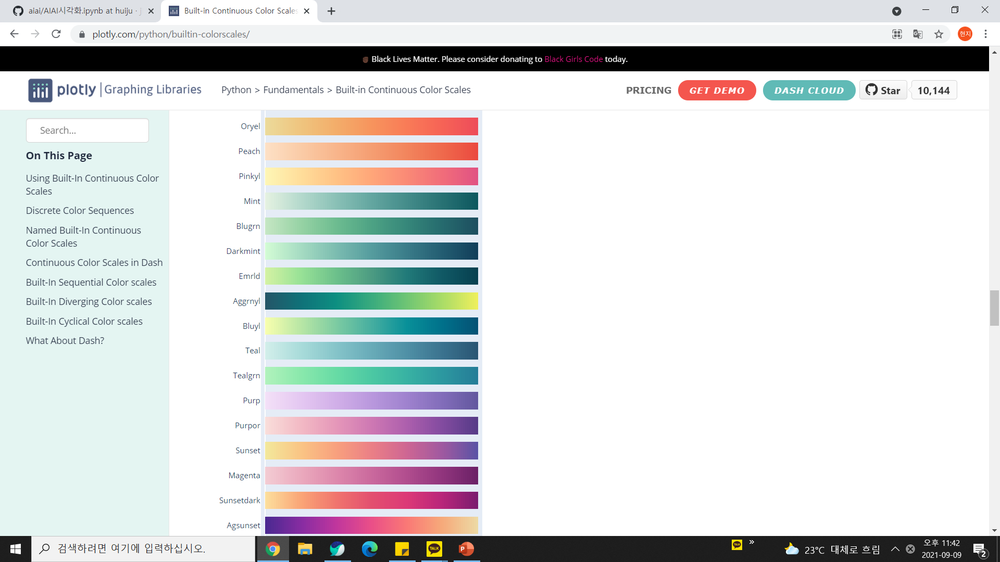 aiai/AIAI시각화.ipynb at huiju · j
Built-in Continuous Color Scales
plotly.com/python/builtin-colorscales/
현지
Black Lives Matter. Please consider donating to Black Girls Code today.
plotly | Graphing Libraries
Python > Fundamentals > Built-in Continuous Color Scales
PRICING
GET DEMO
DASH CLOUD
Star
10,144
Search...
On This Page
Using Built-In Continuous Color
Scales
Discrete Color Sequences
Named Built-In Continuous
Color Scales
Continuous Color Scales in Dash
Built-In Sequential Color scales
Built-In Diverging Color scales
Built-In Cyclical Color scales
What About Dash?
Oryel
Peach
Pinkyl
Mint
Blugrn
Darkmint
Emrld
Aggrnyl
Bluyl
Teal
Tealgrn
Purp
Purpor
Sunset
Magenta
Sunsetdark
Agsunset
검색하려면 여기에 입력하십시오.
TALK
P
TALK
23°C 대체로 흐림
오후 11:42
2021-09-09
2